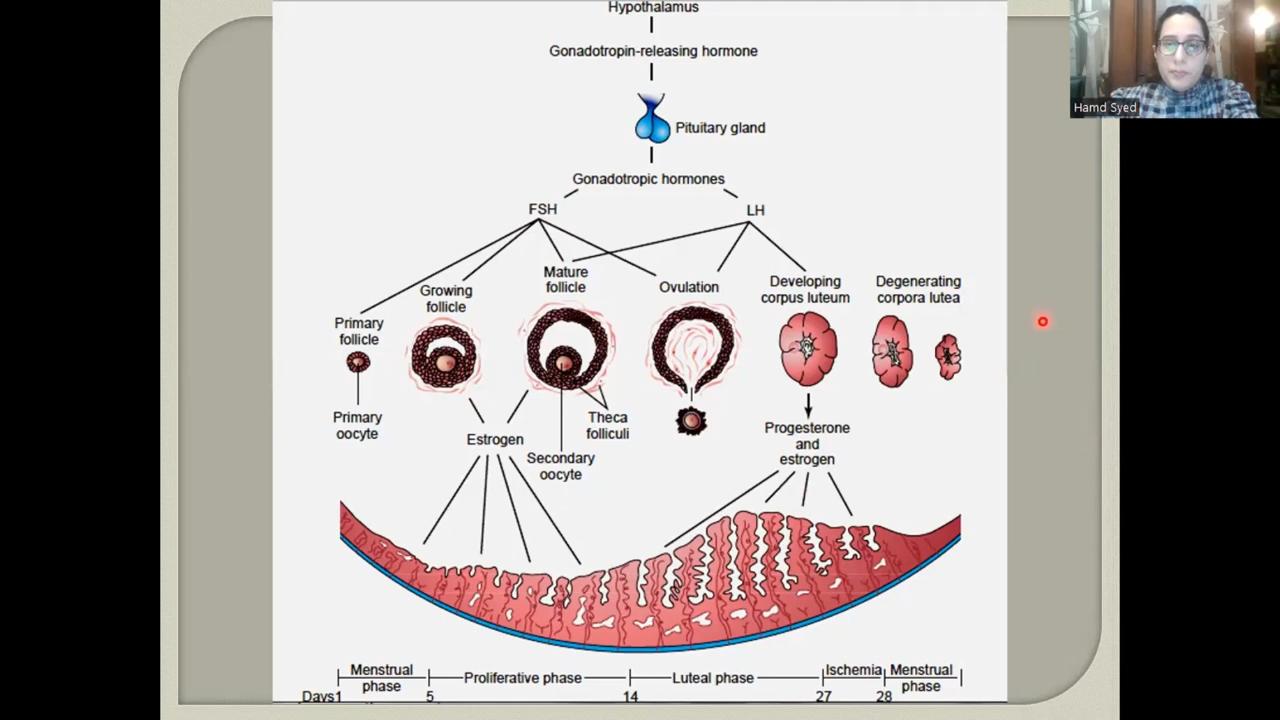 Hypothalamus
Gonadotropin-releasing hormone
Pituitary gland
Gonadotropic hormones
FSH
LH
Mature
follicle
Ovulation
Developing
corpus luteum
Degenerating
corpora lutea
Growing
follicle
Primary
follicle
Primary
oocyte
Estrogen
Theca
folliculi
Secondary
oocyte
Progesterone
and
estrogen
Menstrual
phase
Proliferative phase
Luteal phase
Ischemia
Menstrual
phase
Days1
5
14
27
28
Hamd Syed